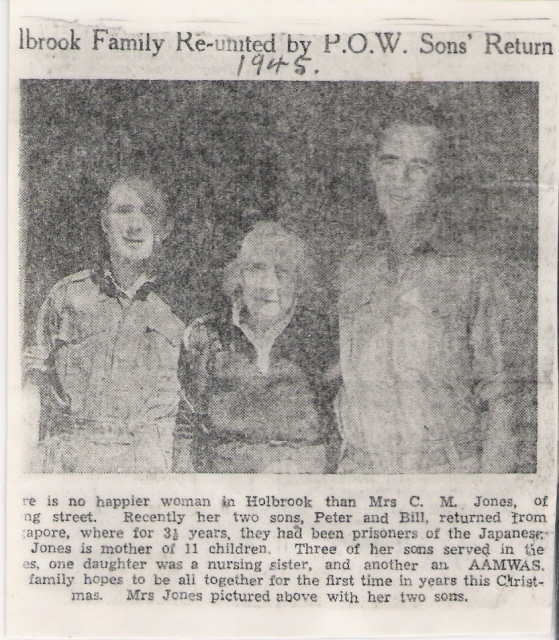 lbrook Family Re-united by P.O.W. Sons' Return
1945.
re is no happier woman in Holbrook than Mrs C. M. Jones, of
ng street. Recently her two sons, Peter and Bill, returned from
apore, where for 3½ years, they had been prisoners of the Japanese.
Jones is mother of 11 children. Three of her sons served in the
es, one daughter was a nursing sister, and another an AAMWAS.
family hopes to be all together for the first time in years this Christ-
mas. Mrs Jones pictured above with her two sons.